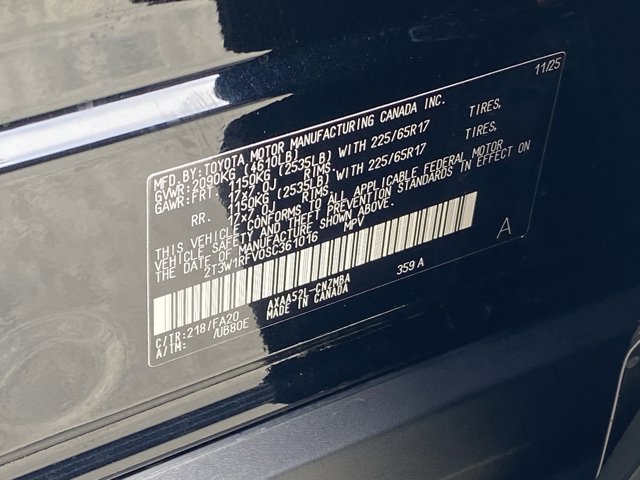 11/25
MFD.BY:TOYOTA MOTOR MANUFACTURING CANADA INC.
GVWR:2090KG (4610LB)
GAWR:FRT 1150KG (2535LB) WITH 225/65R17 TIRES,
17x7.0J RIMS,
RR. 1150KG (2535LB) WITH 225/65R17 TIRES,
17x7.0J RIMS,
THIS VEHICLE CONFORMS TO ALL APPLICABLE FEDERAL MOTOR
VEHICLE SAFETY AND THEFT PREVENTION STANDARDS IN EFFECT ON
THE DATE OF MANUFACTURE SHOWN ABOVE.
2T3W1RFV0SC361016 MPV
A
359 A
C/TR:218/FA20 AXAA52L-CNZMBA
A/TM: /UB80E MADE IN CANADA